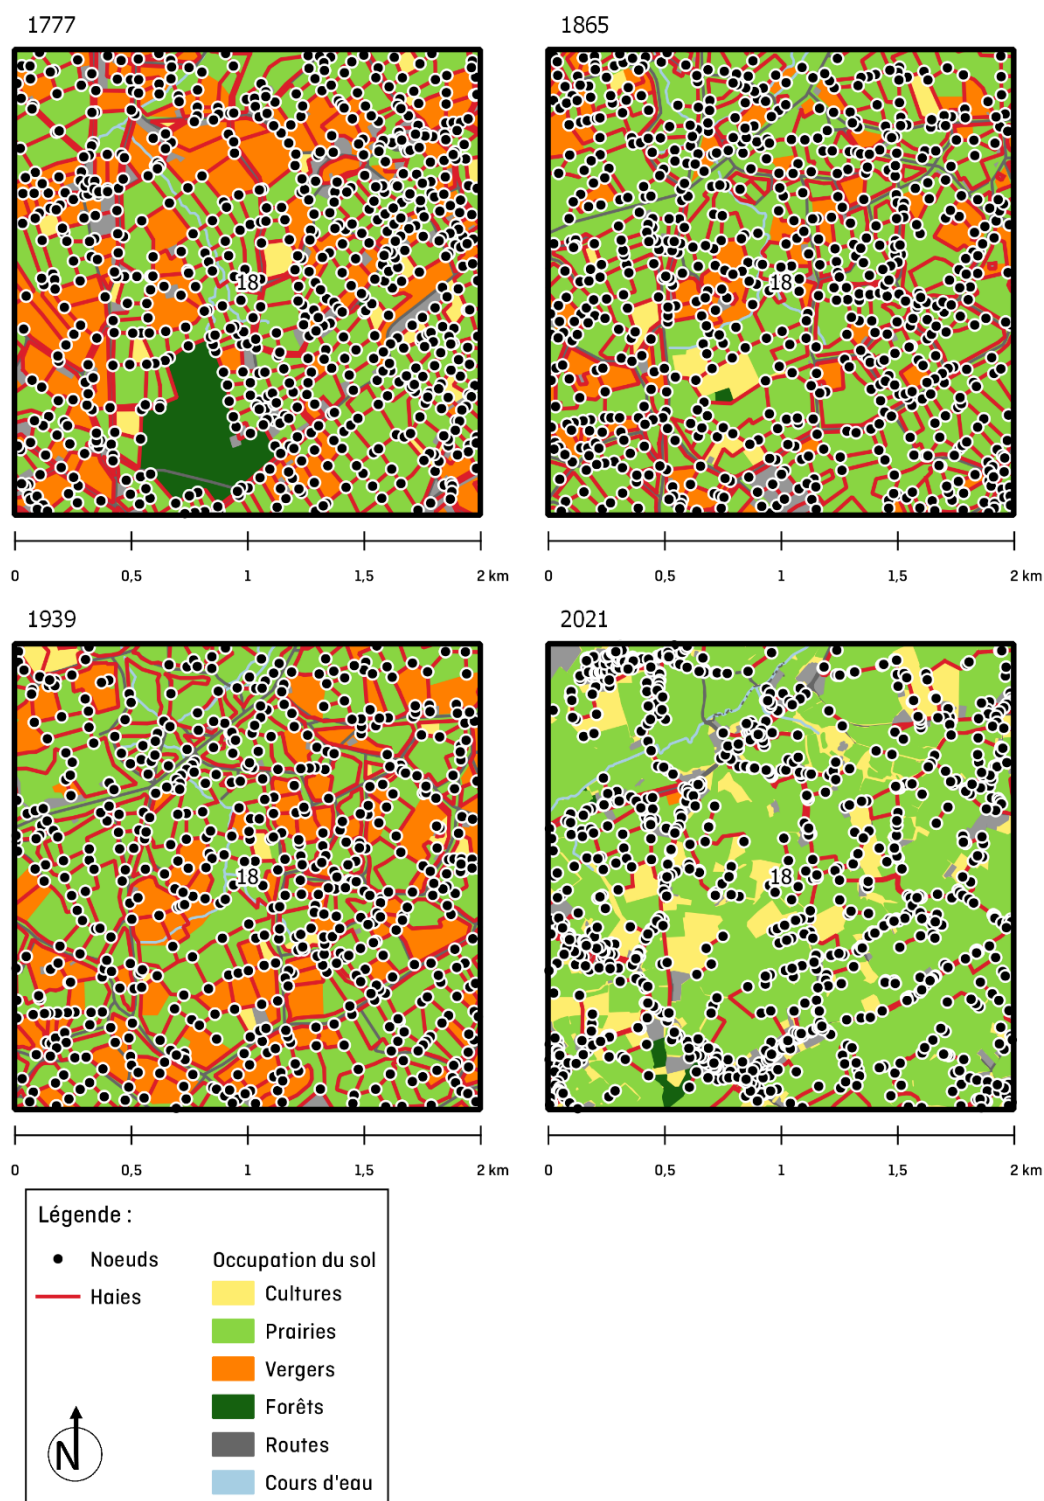 1777
1865
18
18
0 0,5 1 1,5 2 km
0 0,5 1 1,5 2 km
1939
2021
18
18
0 0,5 1 1,5 2 km
0 0,5 1 1,5 2 km
Légende :
Noeuds
Haies
Occupation du sol
Cultures
Prairies
Vergers
Forêts
Routes
Cours d'eau
N